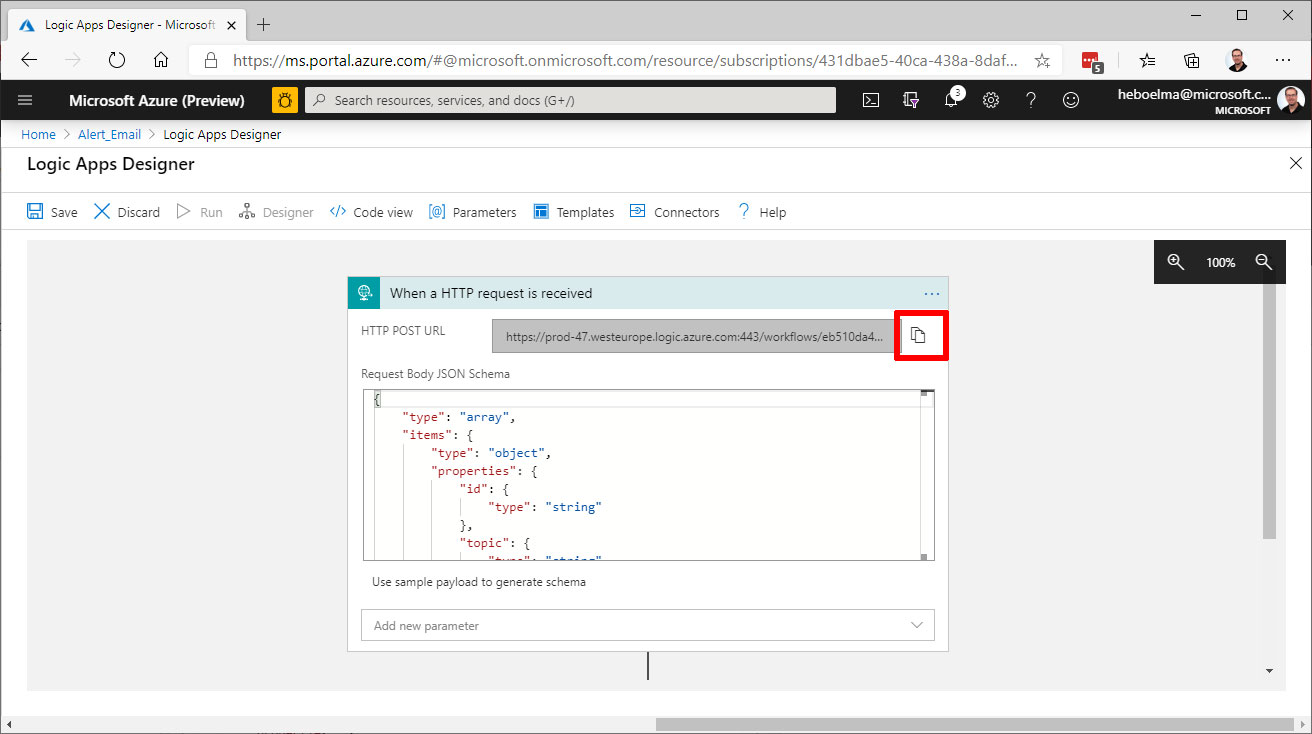 Logic Apps Designer - Microsoft
https://ms.portal.azure.com/#@microsoft.onmicrosoft.com/resource/subscriptions/431dbae5-40ca-438a-8daf...
5
Microsoft Azure (Preview)
Search resources, services, and docs (G+/)
3
heboelma@microsoft.c...
MICROSOFT
Home > Alert_Email > Logic Apps Designer
Logic Apps Designer
Save Discard Run Designer Code view Parameters Templates Connectors ? Help
100%
When a HTTP request is received ...
HTTP POST URL
https://prod-47.westeurope.logic.azure.com:443/workflows/eb510da4...
Request Body JSON Schema
{
"type": "array",
"items": {
"type": "object",
"properties": {
"id": {
"type": "string"
},
"topic": {
"type": "string"
Use sample payload to generate schema
Add new parameter